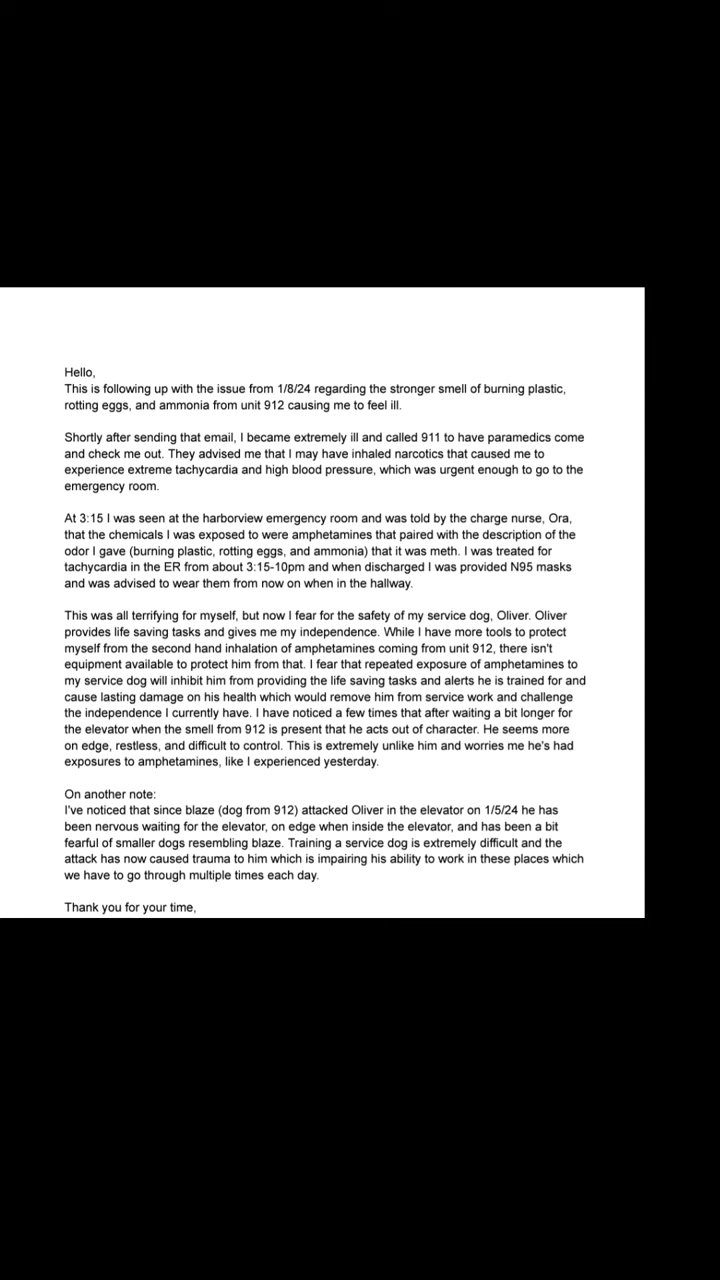 Hello,
This is following up with the issue from 1/8/24 regarding the stronger smell of burning plastic,
rotting eggs, and ammonia from unit 912 causing me to feel ill.
Shortly after sending that email, I became extremely ill and called 911 to have paramedics come
and check me out. They advised me that I may have inhaled narcotics that caused me to
experience extreme tachycardia and high blood pressure, which was urgent enough to go to the
emergency room.
At 3:15 I was seen at the harborview emergency room and was told by the charge nurse, Ora,
that the chemicals I was exposed to were amphetamines that paired with the description of the
odor I gave (burning plastic, rotting eggs, and ammonia) that it was meth. I was treated for
tachycardia in the ER from about 3:15-10pm and when discharged I was provided N95 masks
and was advised to wear them from now on when in the hallway.
This was all terrifying for myself, but now I fear for the safety of my service dog, Oliver. Oliver
provides life saving tasks and gives me my independence. While I have more tools to protect
myself from the second hand inhalation of amphetamines coming from unit 912, there isn't
equipment available to protect him from that. I fear that repeated exposure of amphetamines to
my service dog will inhibit him from providing the life saving tasks and alerts he is trained for and
cause lasting damage on his health which would remove him from service work and challenge
the independence I currently have. I have noticed a few times that after waiting a bit longer for
the elevator when the smell from 912 is present that he acts out of character. He seems more
on edge, restless, and difficult to control. This is extremely unlike him and worries me he's had
exposures to amphetamines, like I experienced yesterday.
On another note:
I've noticed that since blaze (dog from 912) attacked Oliver in the elevator on 1/5/24 he has
been nervous waiting for the elevator, on edge when inside the elevator, and has been a bit
fearful of smaller dogs resembling blaze. Training a service dog is extremely difficult and the
attack has now caused trauma to him which is impairing his ability to work in these places which
we have to go through multiple times each day.
Thank you for your time,